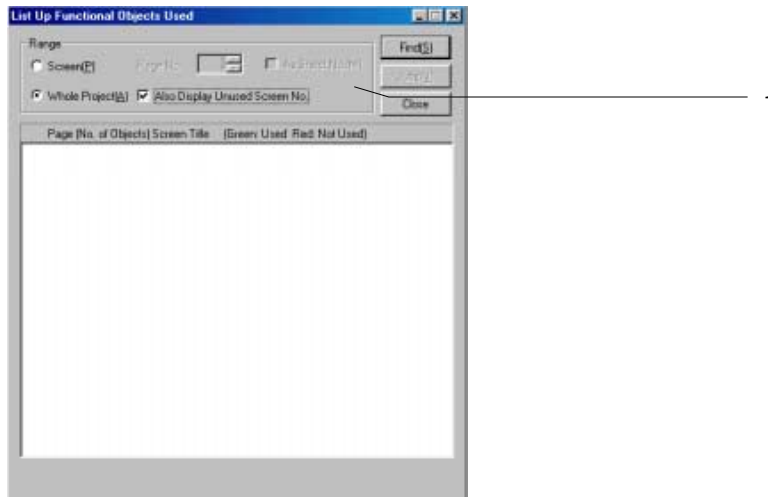 List Up Functional Objects Used
Range
Screen(P)
Find(S)
Whole Project(A) Also Display Unused Screen No.
Close
Page (No. of Objects) Screen Title (Green: Used Red: Not Used)